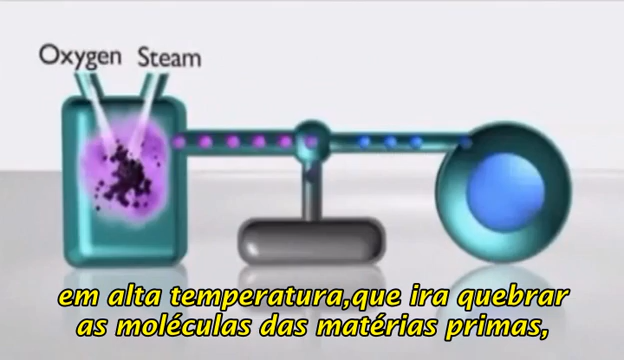 Oxygen Steam
em alta temperatura,que ira quebrar
as moléculas das matérias primas,